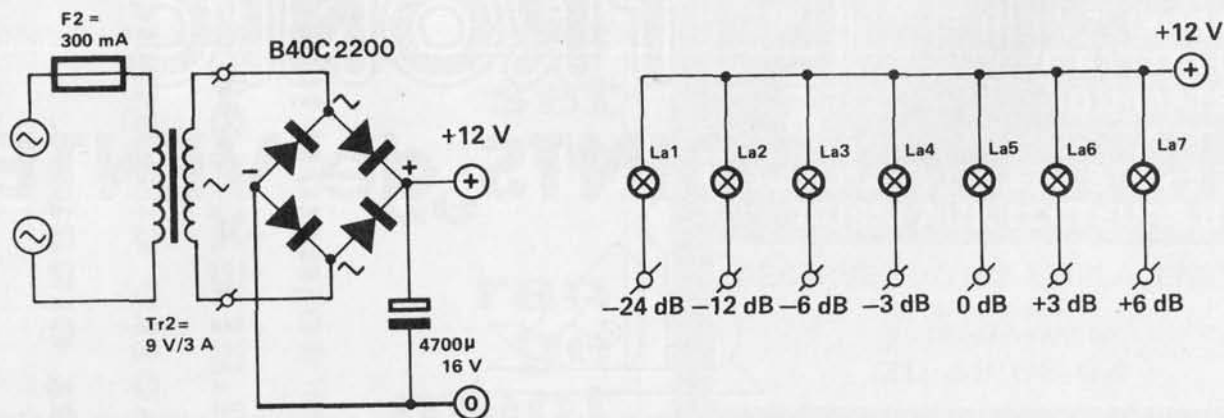 F2 =
300 mA
B40C2200
~
~
~
~
~
−
+
+12 V
+
Tr2=
9 V/3 A
4700µ
16 V
0
+12 V
+
La1
La2
La3
La4
La5
La6
La7
−24 dB
−12 dB
−6 dB
−3 dB
0 dB
+3 dB
+6 dB